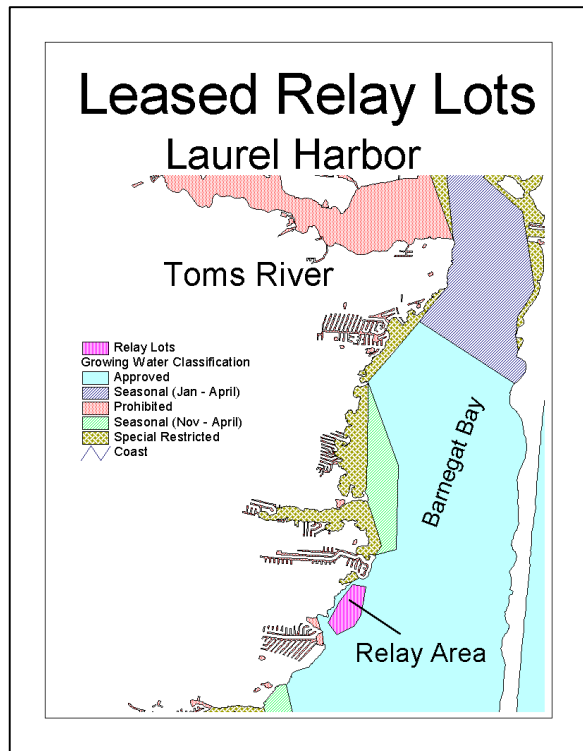 Leased Relay Lots
Laurel Harbor
Toms River
Relay Lots
Growing Water Classification
Approved
Seasonal (Jan - April)
Prohibited
Seasonal (Nov - April)
Special Restricted
Coast
Barnegat Bay
Relay Area